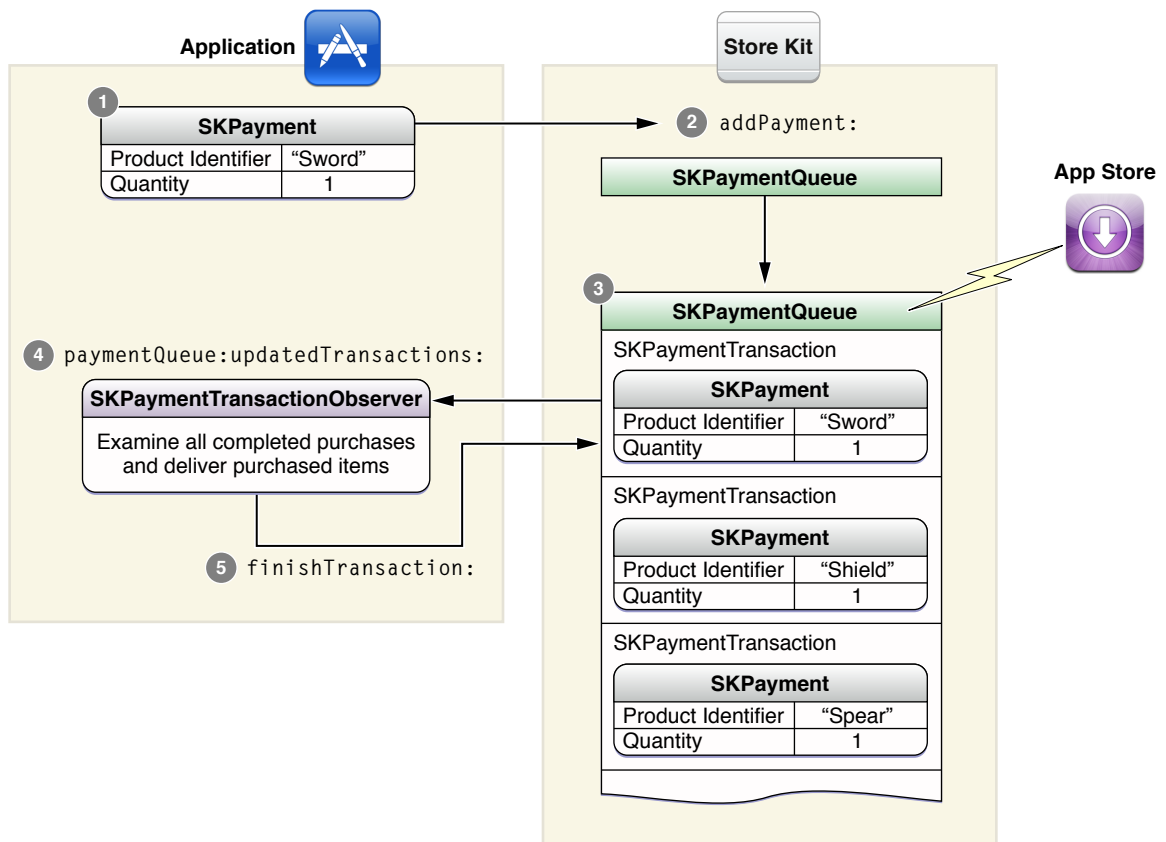 Application
Store Kit
1
SKPayment
Product Identifier “Sword”
Quantity 1
2 addPayment:
SKPaymentQueue
App Store
3
SKPaymentQueue
SKPaymentTransaction
SKPayment
Product Identifier “Sword”
Quantity 1
SKPaymentTransaction
SKPayment
Product Identifier “Shield”
Quantity 1
SKPaymentTransaction
SKPayment
Product Identifier “Spear”
Quantity 1
4 paymentQueue:updatedTransactions:
SKPaymentTransactionObserver
Examine all completed purchases
and deliver purchased items
5 finishTransaction: